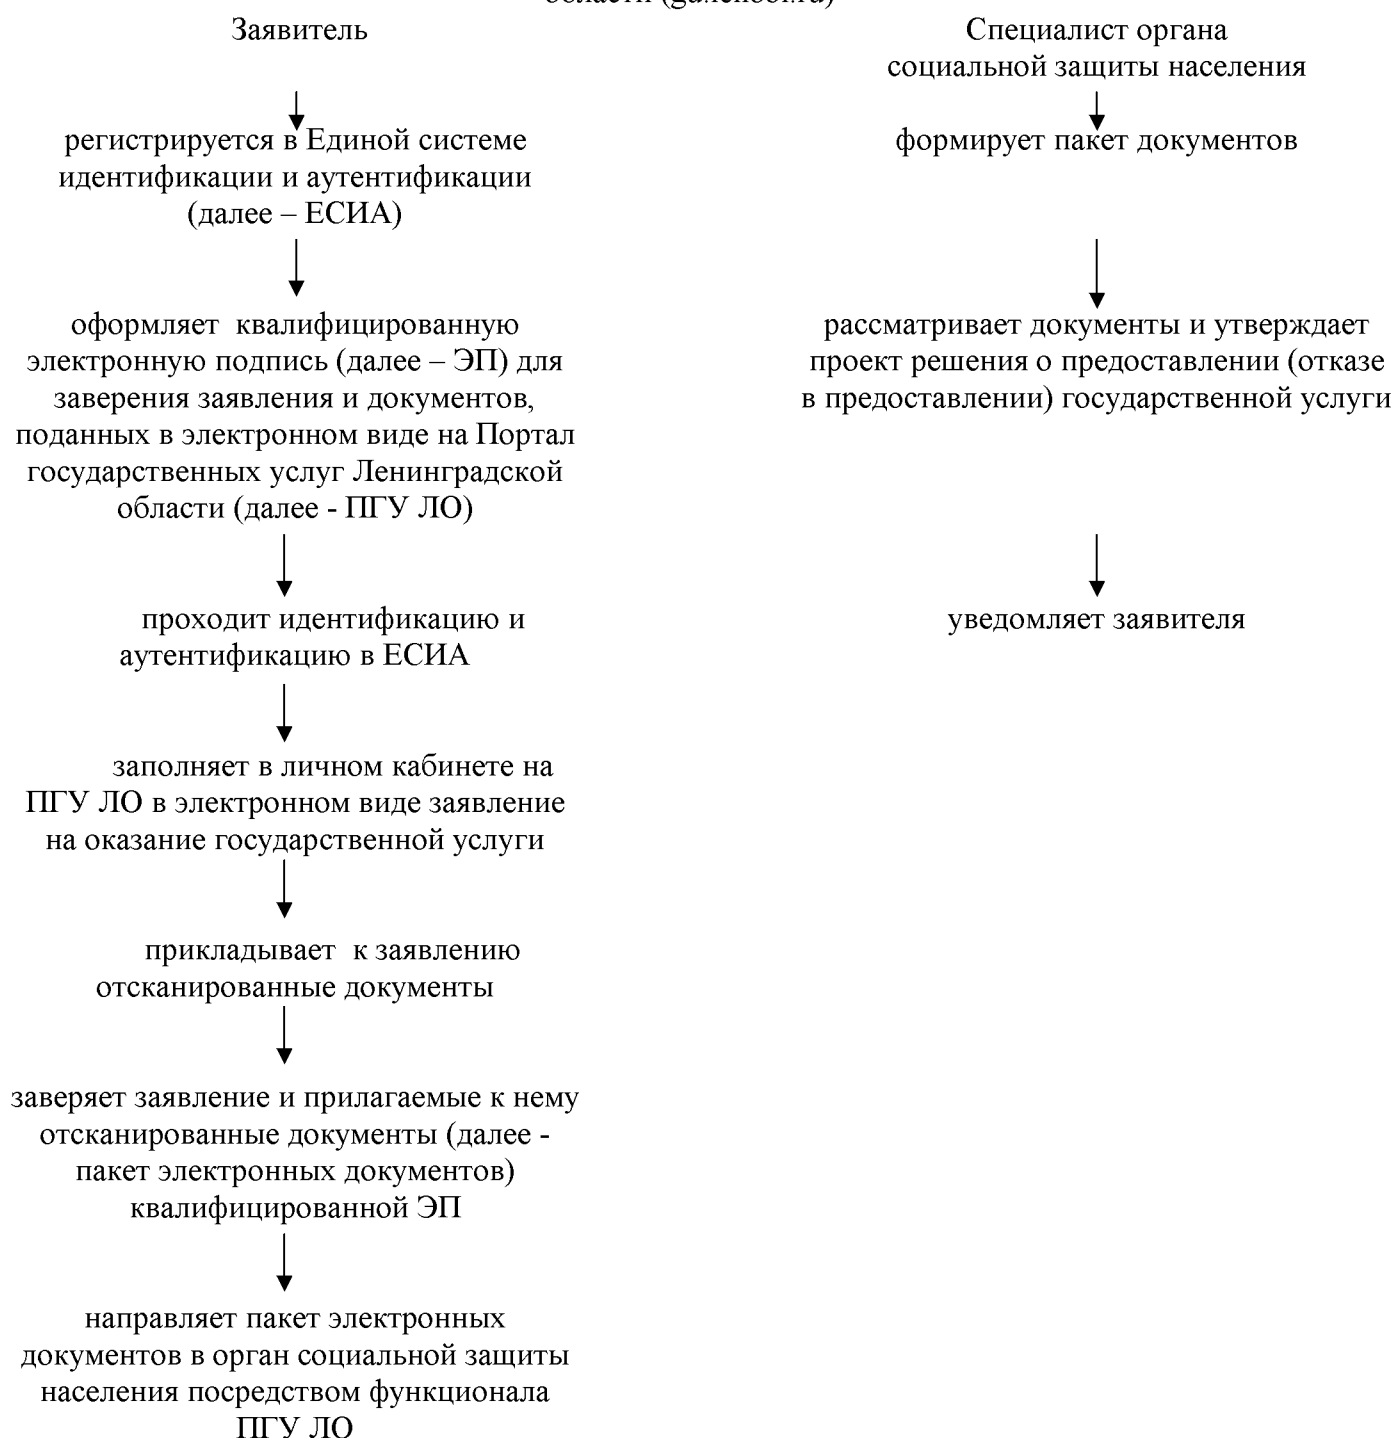 Заявитель
регистрируется в Единой системе
идентификации и аутентификации
(далее – ЕСИА)
оформляет квалифицированную
электронную подпись (далее – ЭП) для
заверения заявления и документов,
поданных в электронном виде на Портал
государственных услуг Ленинградской
области (далее - ПГУ ЛО)
проходит идентификацию и
аутентификацию в ЕСИА
заполняет в личном кабинете на
ПГУ ЛО в электронном виде заявление
на оказание государственной услуги
прикладывает к заявлению
отсканированные документы
заверяет заявление и прилагаемые к нему
отсканированные документы (далее -
пакет электронных документов)
квалифицированной ЭП
направляет пакет электронных
документов в орган социальной защиты
населения посредством функционала
ПГУ ЛО
Специалист органа
социальной защиты населения
формирует пакет документов
рассматривает документы и утверждает
проект решения о предоставлении (отказе
в предоставлении) государственной услуги
уведомляет заявителя